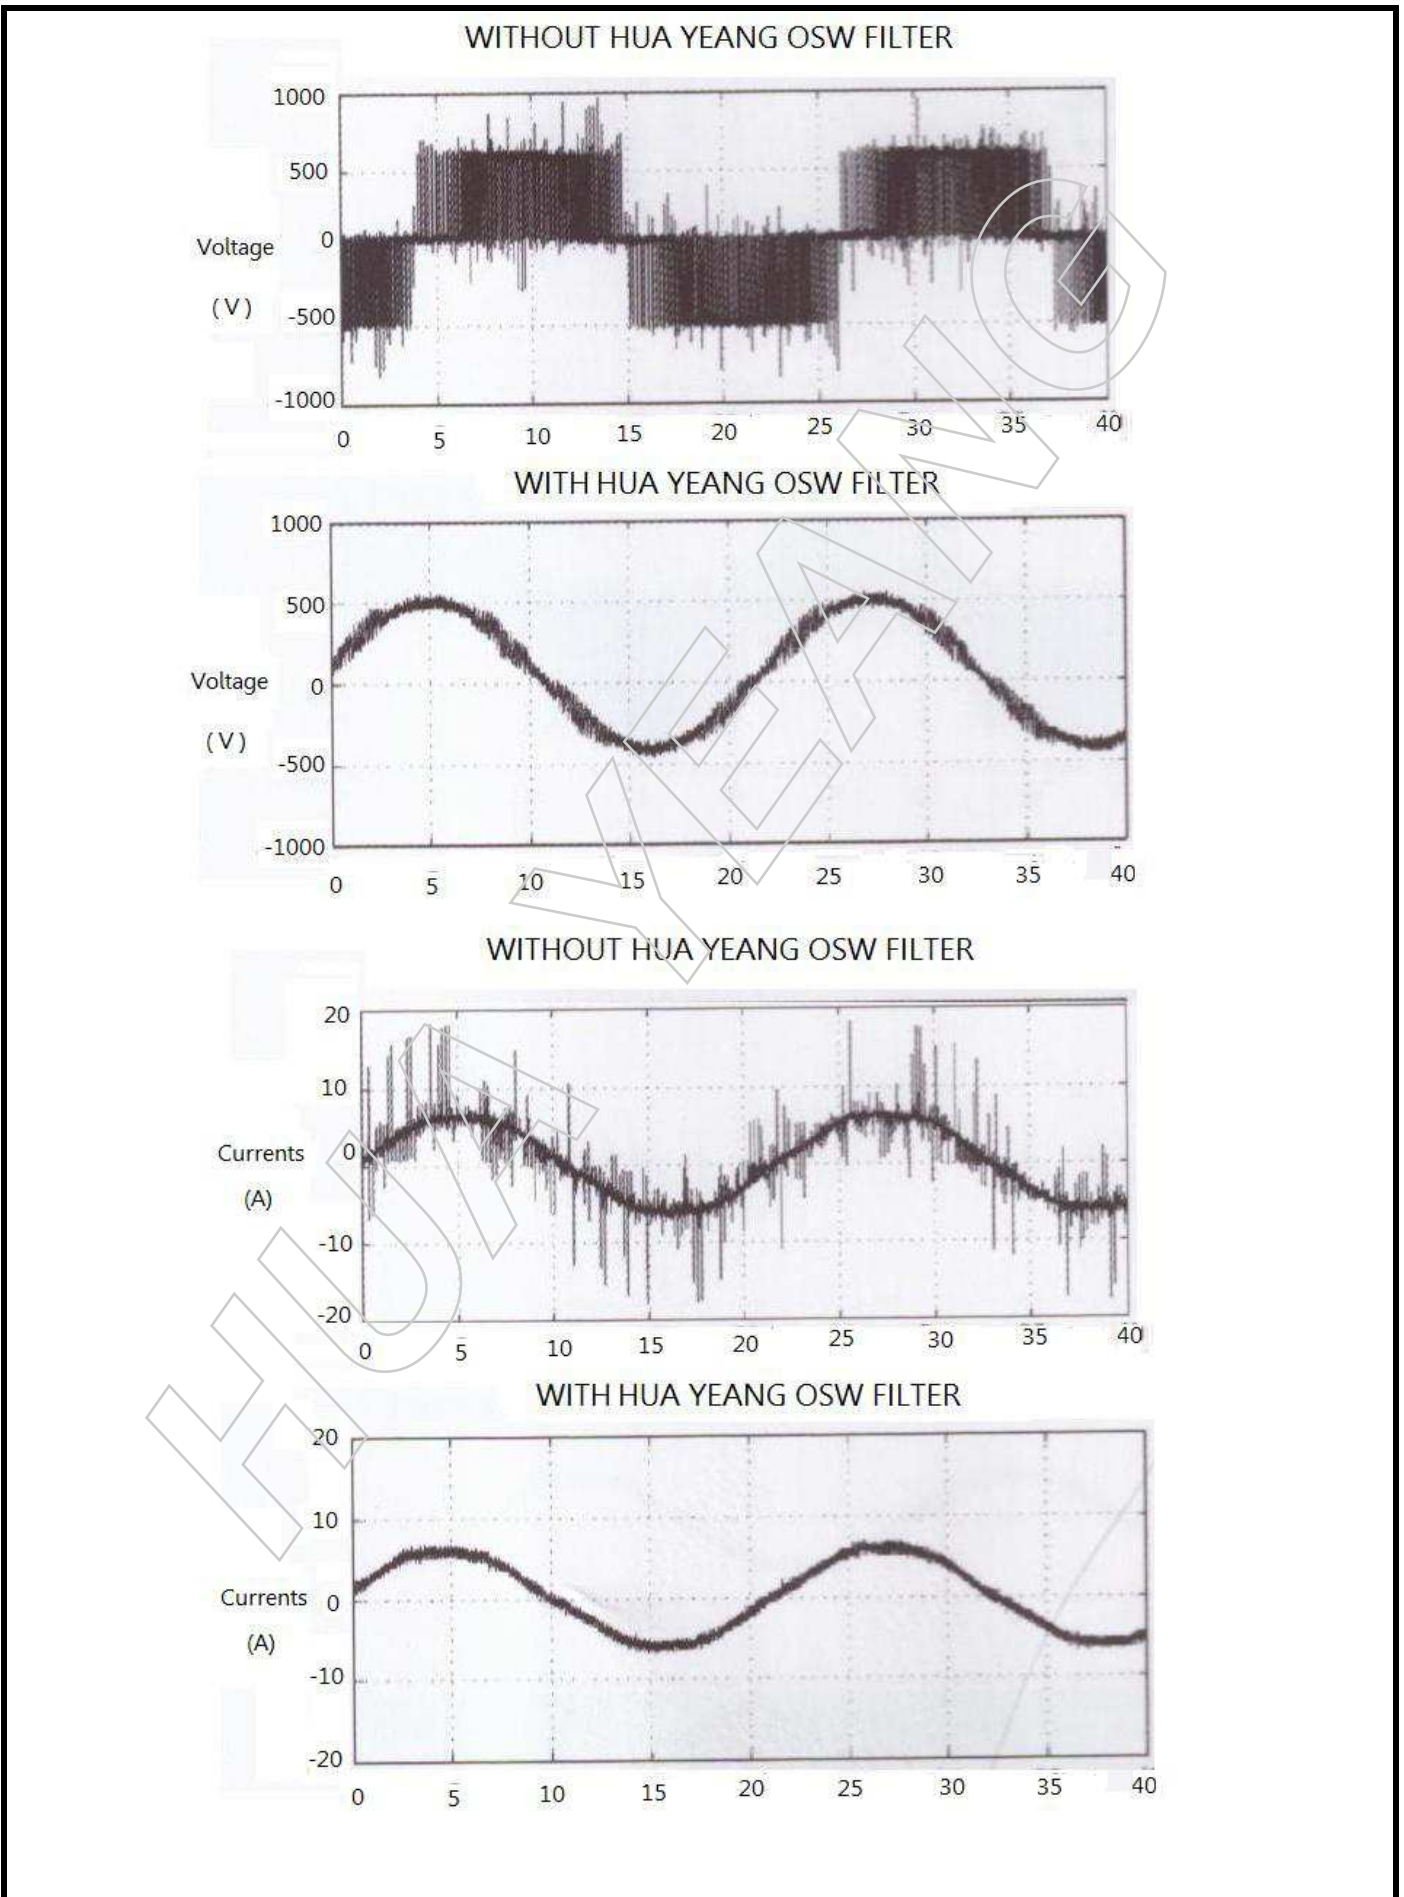 WITHOUT HUA YEANG OSW FILTER
1000
500
0
-500
-1000
Voltage
( V )
0 5 10 15 20 25 30 35 40
WITH HUA YEANG OSW FILTER
1000
500
0
-500
-1000
Voltage
( V )
0 5 10 15 20 25 30 35 40
WITHOUT HUA YEANG OSW FILTER
20
10
0
-10
-20
Currents
(A)
0 5 10 15 20 25 30 35 40
WITH HUA YEANG OSW FILTER
20
10
0
-10
-20
Currents
(A)
0 5 10 15 20 25 30 35 40
HUA YEANG